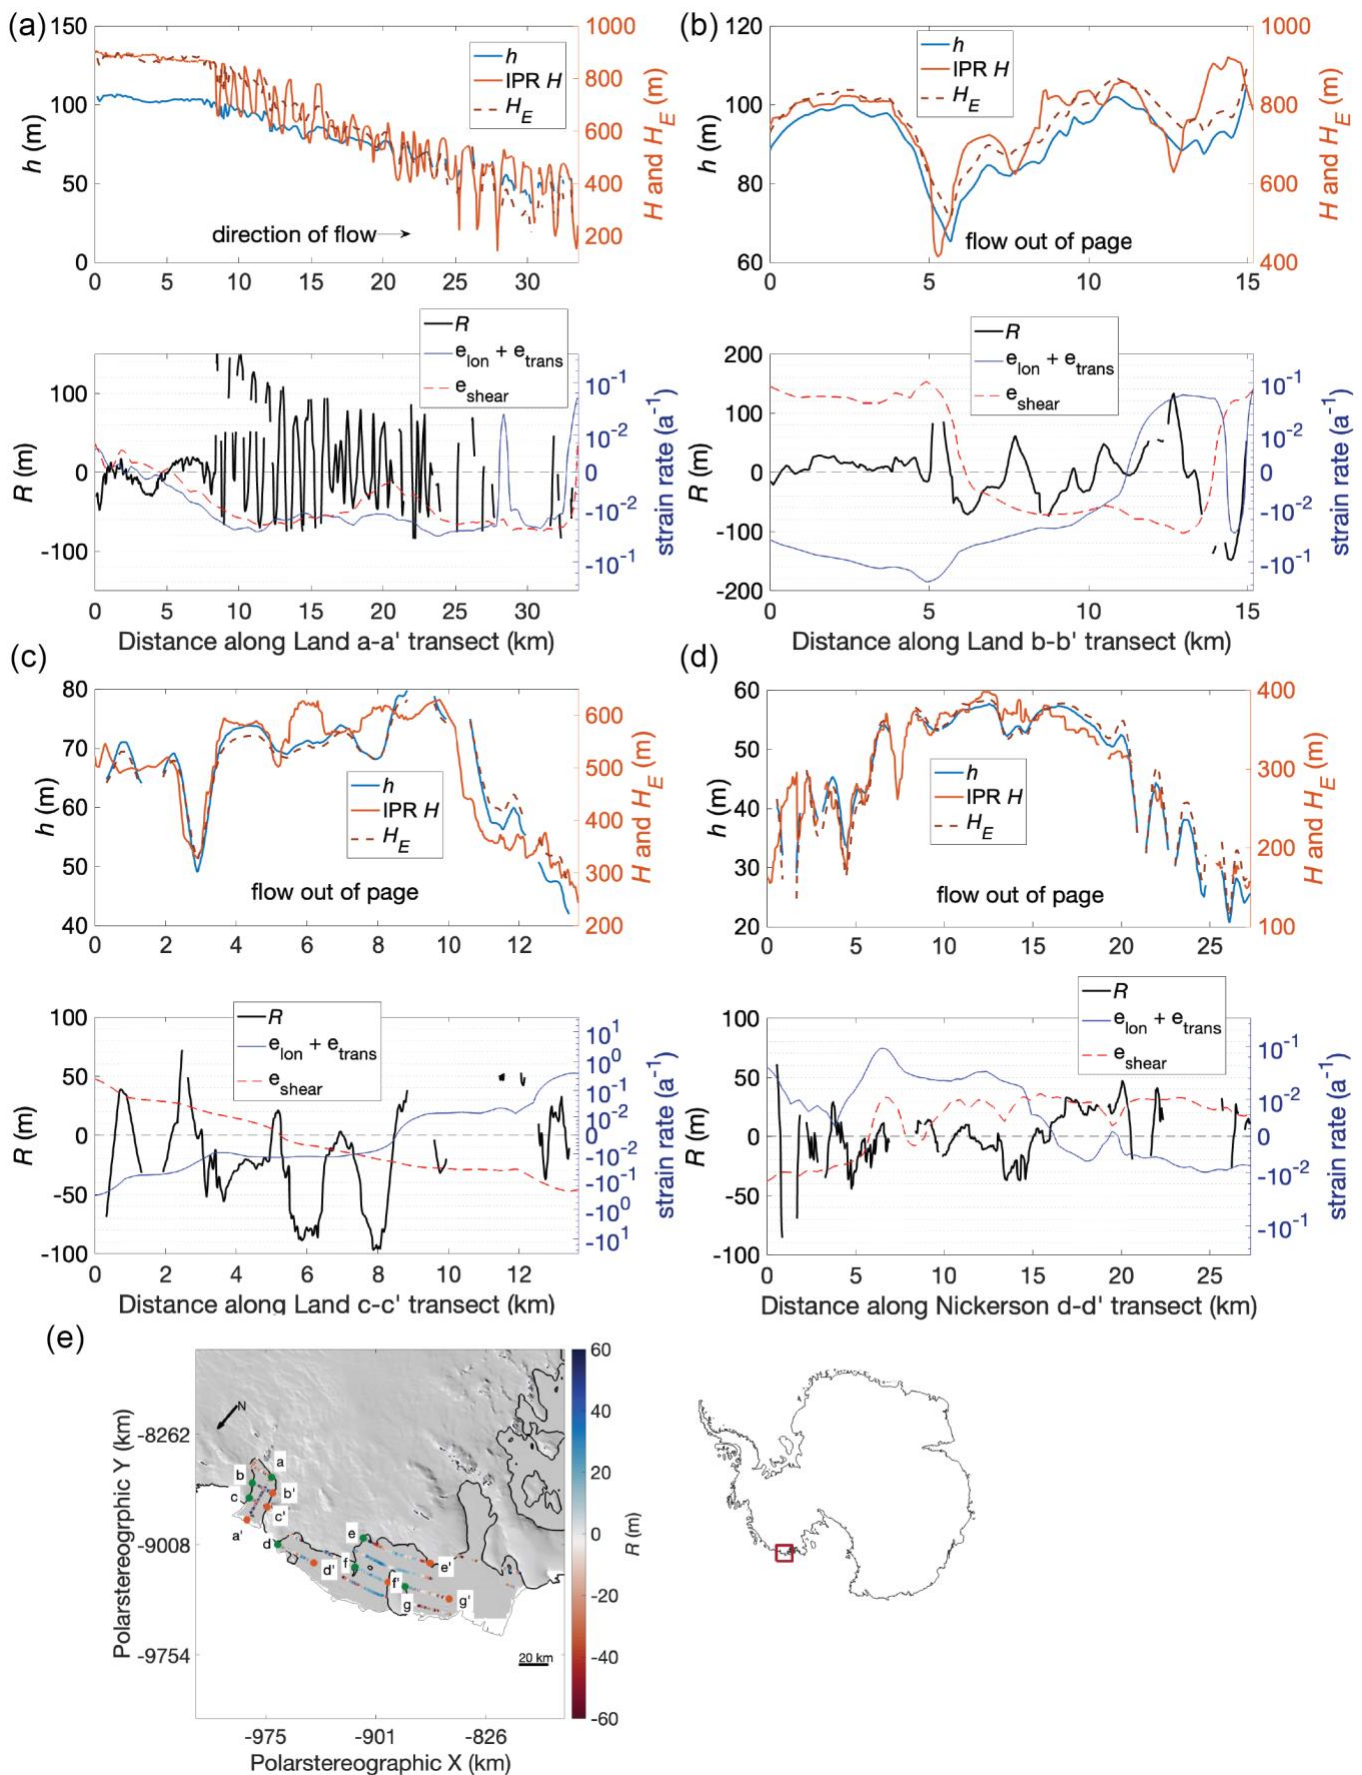 (a)
150
100
50
0
h (m)
1000
800
600
400
200
H and H_E (m)
h
IPR H
H_E
direction of flow
0 5 10 15 20 25 30
100
0
-100
R (m)
R
e_lon + e_trans
e_shear
10^-1
10^-2
0
-10^-2
-10^-1
strain rate (a^-1)
0 5 10 15 20 25 30
Distance along Land a-a' transect (km)
(b)
120
100
80
60
h (m)
1000
800
600
400
H and H_E (m)
h
IPR H
H_E
flow out of page
0 5 10 15
200
100
0
-100
-200
R (m)
R
e_lon + e_trans
e_shear
10^-1
10^-2
0
-10^-2
-10^-1
strain rate (a^-1)
0 5 10 15
Distance along Land b-b' transect (km)
(c)
80
70
60
50
40
h (m)
600
500
400
300
200
H and H_E (m)
h
IPR H
H_E
flow out of page
0 2 4 6 8 10 12
100
50
0
-50
-100
R (m)
R
e_lon + e_trans
e_shear
10^1
10^0
10^-1
10^-2
0
-10^-2
-10^-1
-10^0
-10^1
strain rate (a^-1)
0 2 4 6 8 10 12
Distance along Land c-c' transect (km)
(d)
60
50
40
30
20
h (m)
400
300
200
100
H and H_E (m)
h
IPR H
H_E
flow out of page
0 5 10 15 20 25
100
50
0
-50
-100
R (m)
R
e_lon + e_trans
e_shear
10^-1
10^-2
0
-10^-2
-10^-1
strain rate (a^-1)
0 5 10 15 20 25
Distance along Nickerson d-d' transect (km)
(e)
N
-8262
-9008
-9754
Polarstereogrphic Y (km)
a
b
b'
c
c'
a'
d
d'
e
e'
f
f'
g
g'
20 km
60
40
20
0
-20
-40
-60
R (m)
-975 -901 -826
Polarstereographic X (km)